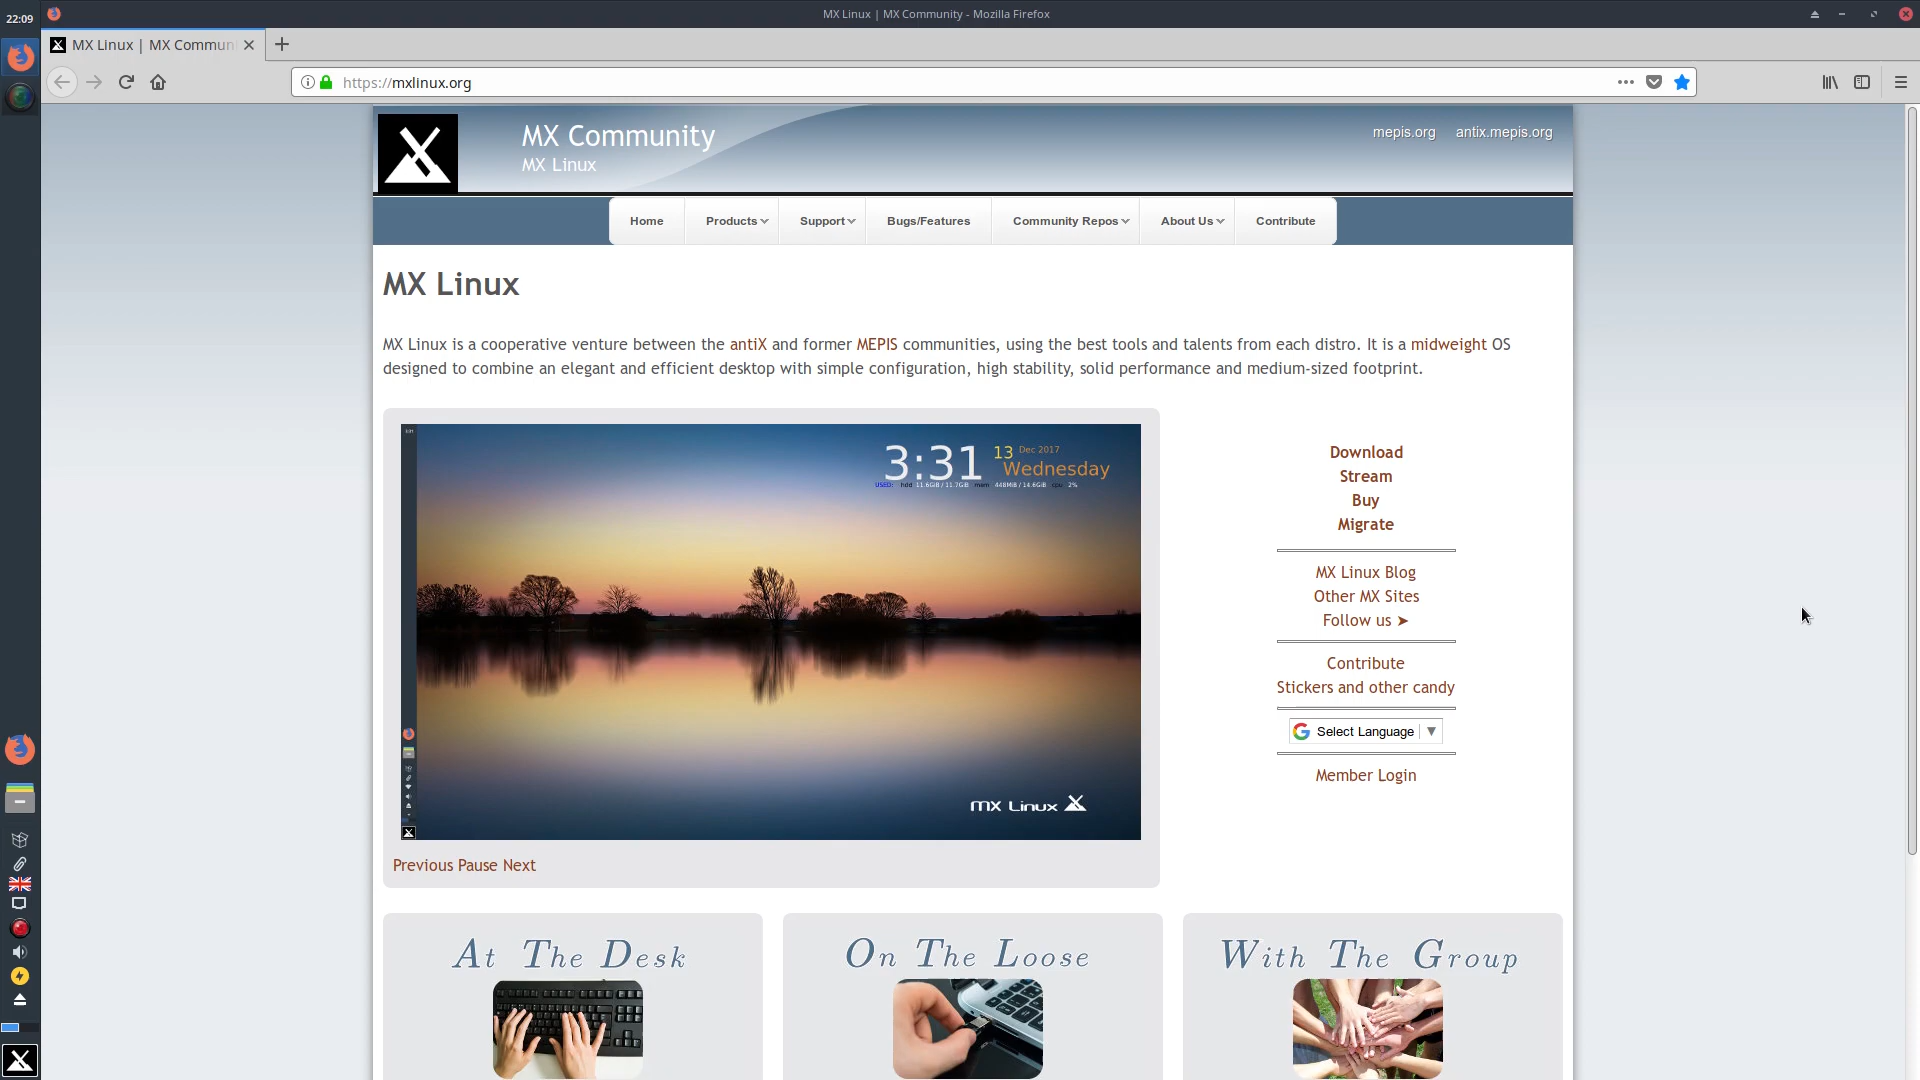 22:09
MX Linux | MX Community - Mozilla Firefox
MX Linux | MX Commun
https://mxlinux.org
MX Community
MX Linux
mepis.org antix.mepis.org
Home Products Support Bugs/Features Community Repos About Us Contribute
MX Linux
MX Linux is a cooperative venture between the antiX and former MEPIS communities, using the best tools and talents from each distro. It is a midweight OS
designed to combine an elegant and efficient desktop with simple configuration, high stability, solid performance and medium-sized footprint.
3:31 13 Dec 2017
Wednesday
USED: hdd 11.6GiB / 11.7GiB mem 448MiB / 14.6GiB cpu 2%
MX Linux
Previous Pause Next
Download
Stream
Buy
Migrate
MX Linux Blog
Other MX Sites
Follow us ➤
Contribute
Stickers and other candy
Select Language ▼
Member Login
At The Desk
On The Loose
With The Group